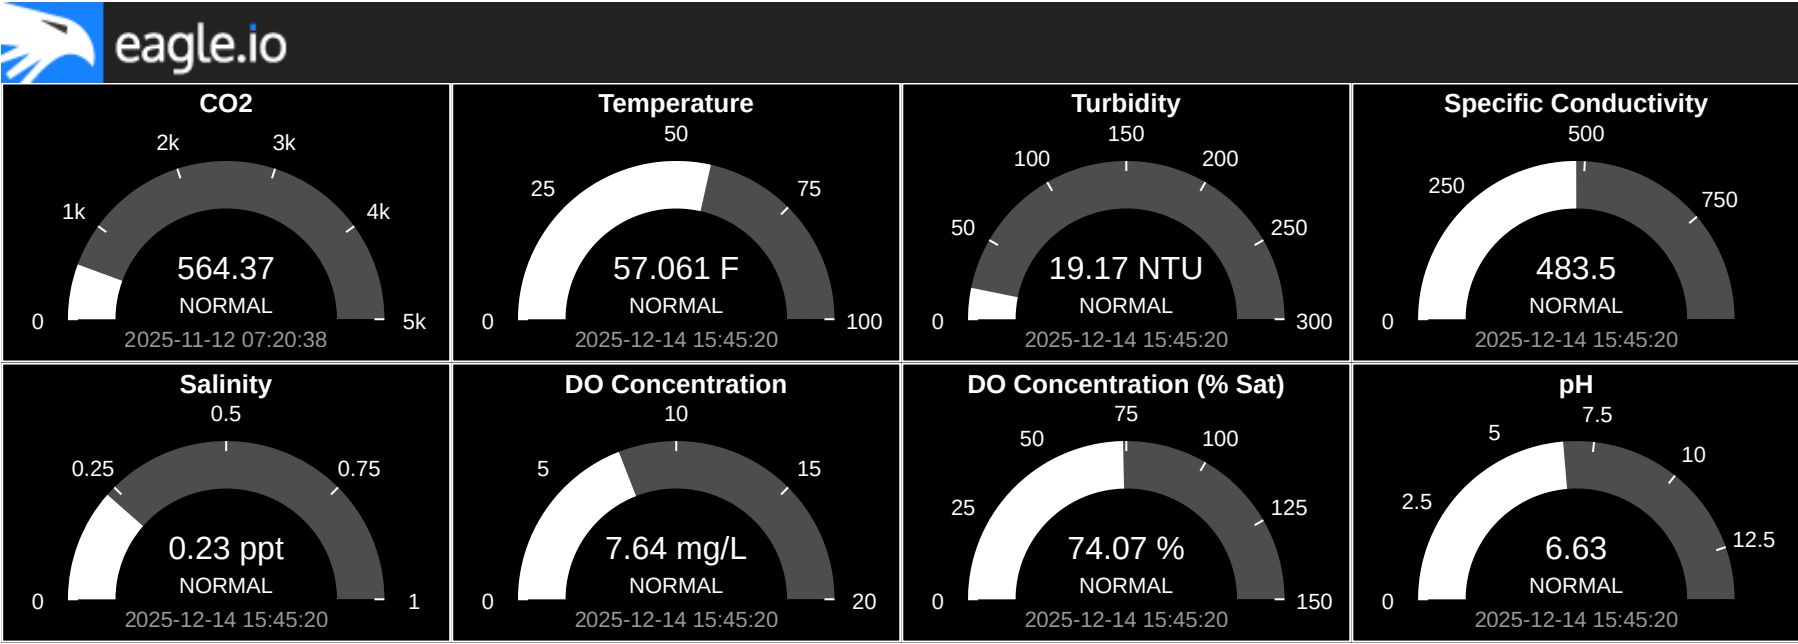 eagle.io
CO2
2k 3k
1k 4k
564.37
NORMAL
0 5k
2025-11-12 07:20:38
Temperature
50
25 75
57.061 F
NORMAL
0 100
2025-12-14 15:45:20
Turbidity
150
100 200
50 250
19.17 NTU
NORMAL
0 300
2025-12-14 15:45:20
Specific Conductivity
500
250 750
483.5
NORMAL
0
2025-12-14 15:45:20
Salinity
0.5
0.25 0.75
0.23 ppt
NORMAL
0 1
2025-12-14 15:45:20
DO Concentration
10
5 15
7.64 mg/L
NORMAL
0 20
2025-12-14 15:45:20
DO Concentration (% Sat)
75
50 100
25 125
74.07 %
NORMAL
0 150
2025-12-14 15:45:20
pH
7.5
5 10
2.5 12.5
6.63
NORMAL
0
2025-12-14 15:45:20